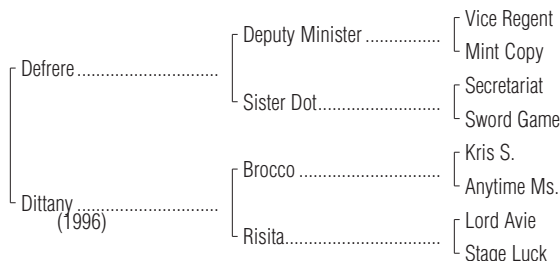 Vice Regent
Deputy Minister
Mint Copy
Defrere
Secretariat
Sister Dot
Sword Game
Kris S.
Brocco
Anytime Ms.
Dittany
(1996)
Lord Avie
Risita
Stage Luck